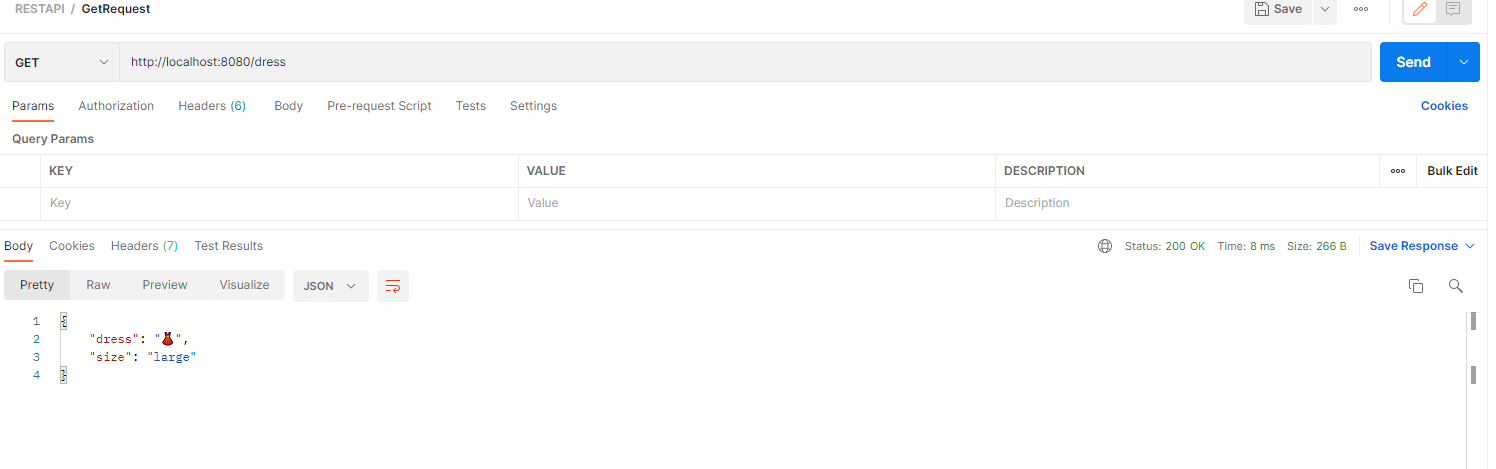 RESTAPI / GetRequest
Save
GET http://localhost:8080/dress Send
Params Authorization Headers (6) Body Pre-request Script Tests Settings Cookies
Query Params
KEY VALUE DESCRIPTION Bulk Edit
Key Value Description
Body Cookies Headers (7) Test Results Status: 200 OK Time: 8 ms Size: 266 B Save Response
Pretty Raw Preview Visualize JSON
1 {
2 "dress": "👗",
3 "size": "large"
4 }